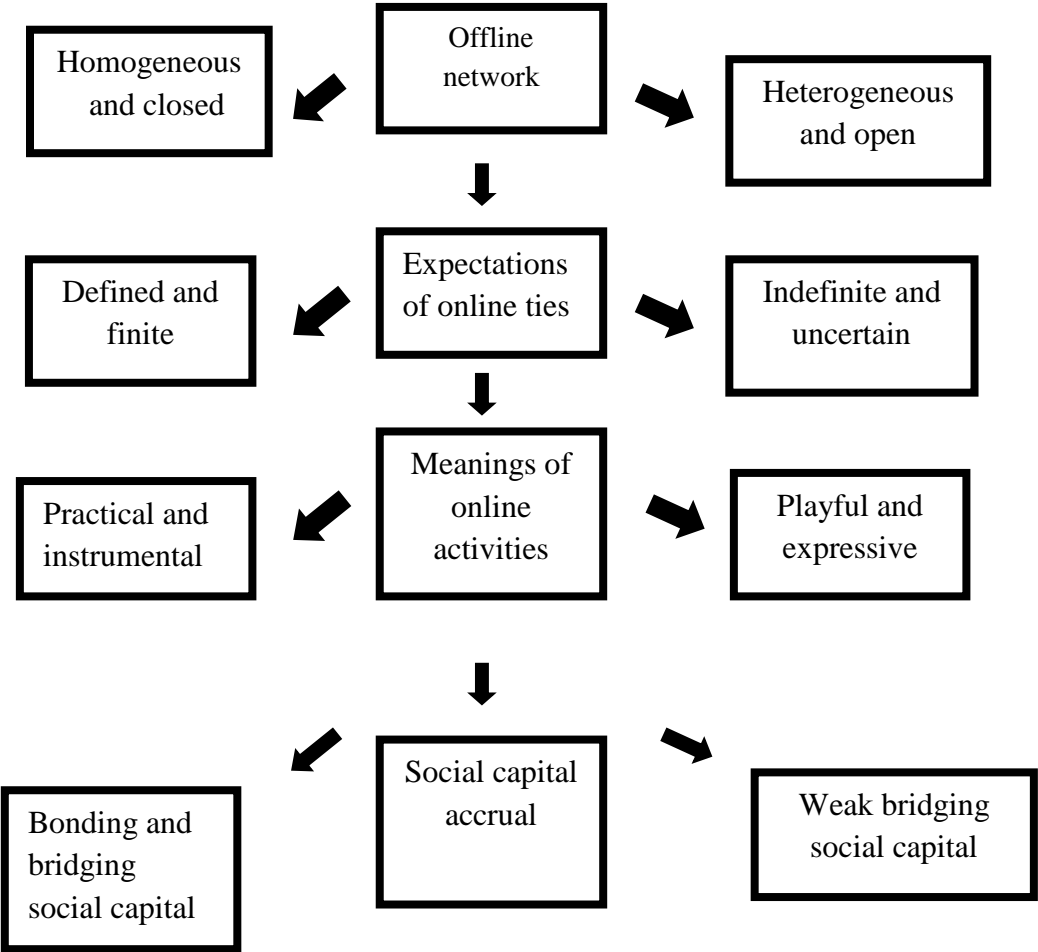 Homogeneous
and closed
Offline
network
Heterogeneous
and open
Defined and
finite
Expectations
of online ties
Indefinite and
uncertain
Practical and
instrumental
Meanings of
online
activities
Playful and
expressive
Bonding and
bridging
social capital
Social capital
accrual
Weak bridging
social capital